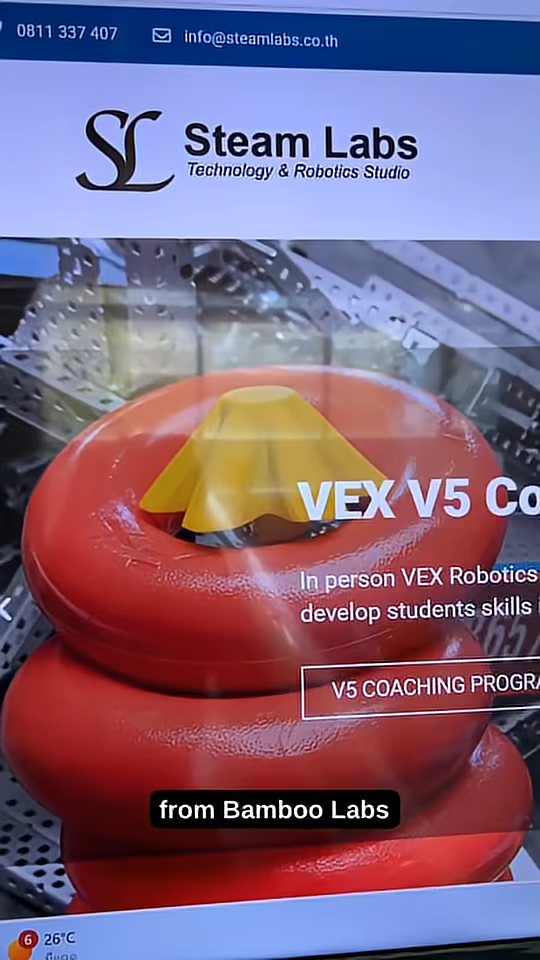 0811 337 407
info@steamlabs.co.th
SL
Steam Labs
Technology & Robotics Studio
VEX V5 Co
In person VEX Robotics
develop students skills
V5 COACHING PROGRA
from Bamboo Labs
6
26°C